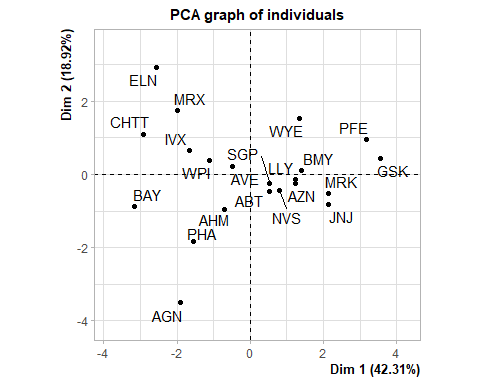 PCA graph of individuals
Dim 2 (18.92%)
ELN
MRX
2
CHTT
WYE
PFE
IVX
SGP
BMY
WPI
LLY
GSK
0
AVE
MRK
BAY
ABT
AZN
AHM
NVS
JNJ
PHA
-2
AGN
-4
-4 -2 0 2 4
Dim 1 (42.31%)